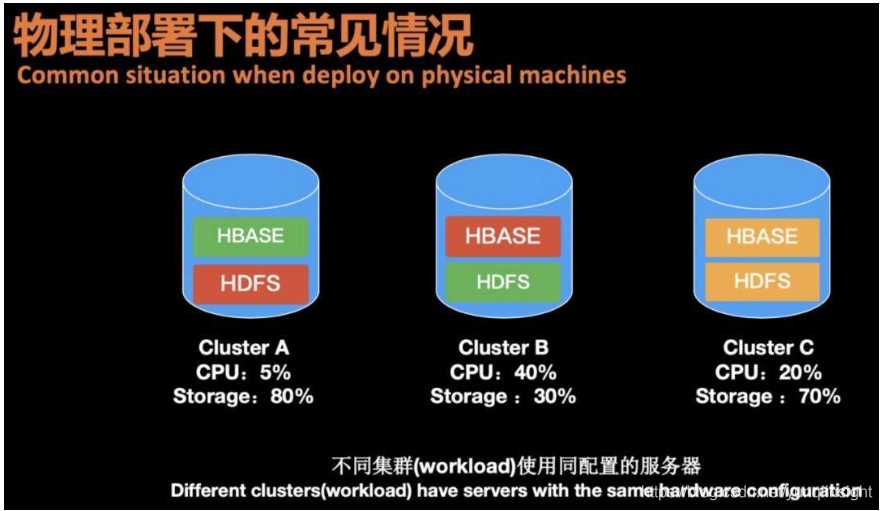 物理部署下的常见情况
Common situation when deploy on physical machines
HBASE
HDFS
HBASE
HDFS
HBASE
HDFS
Cluster A
CPU：5%
Storage：80%
Cluster B
CPU：40%
Storage ：30%
Cluster C
CPU：20%
Storage ：70%
不同集群(workload)使用同配置的服务器
Different clusters(workload) have servers with the same hardware configuration